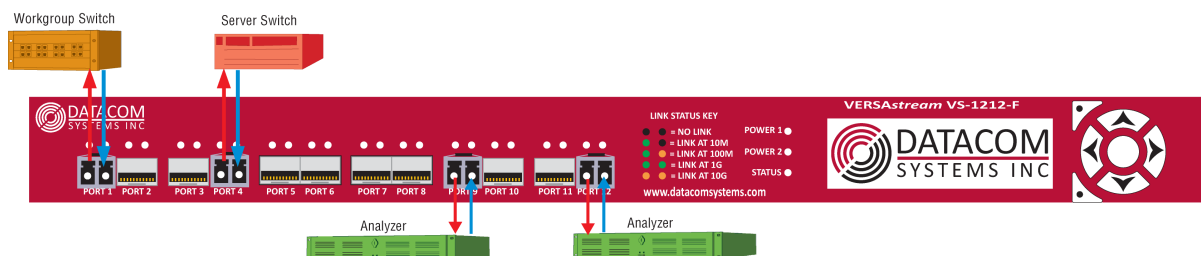 Workgroup Switch
Server Switch
VERSAstream VS-1212-F
DATACOM
SYSTEMS INC
LINK STATUS KEY
= NO LINK
= LINK AT 10M
= LINK AT 100M
= LINK AT 1G
= LINK AT 10G
POWER 1
POWER 2
STATUS
DATACOM
SYSTEMS INC
PORT 1
PORT 2
PORT 3
PORT 4
PORT 5
PORT 6
PORT 7
PORT 8
PORT 9
PORT 10
PORT 11
PORT 12
www.datacomsystems.com
Analyzer
Analyzer